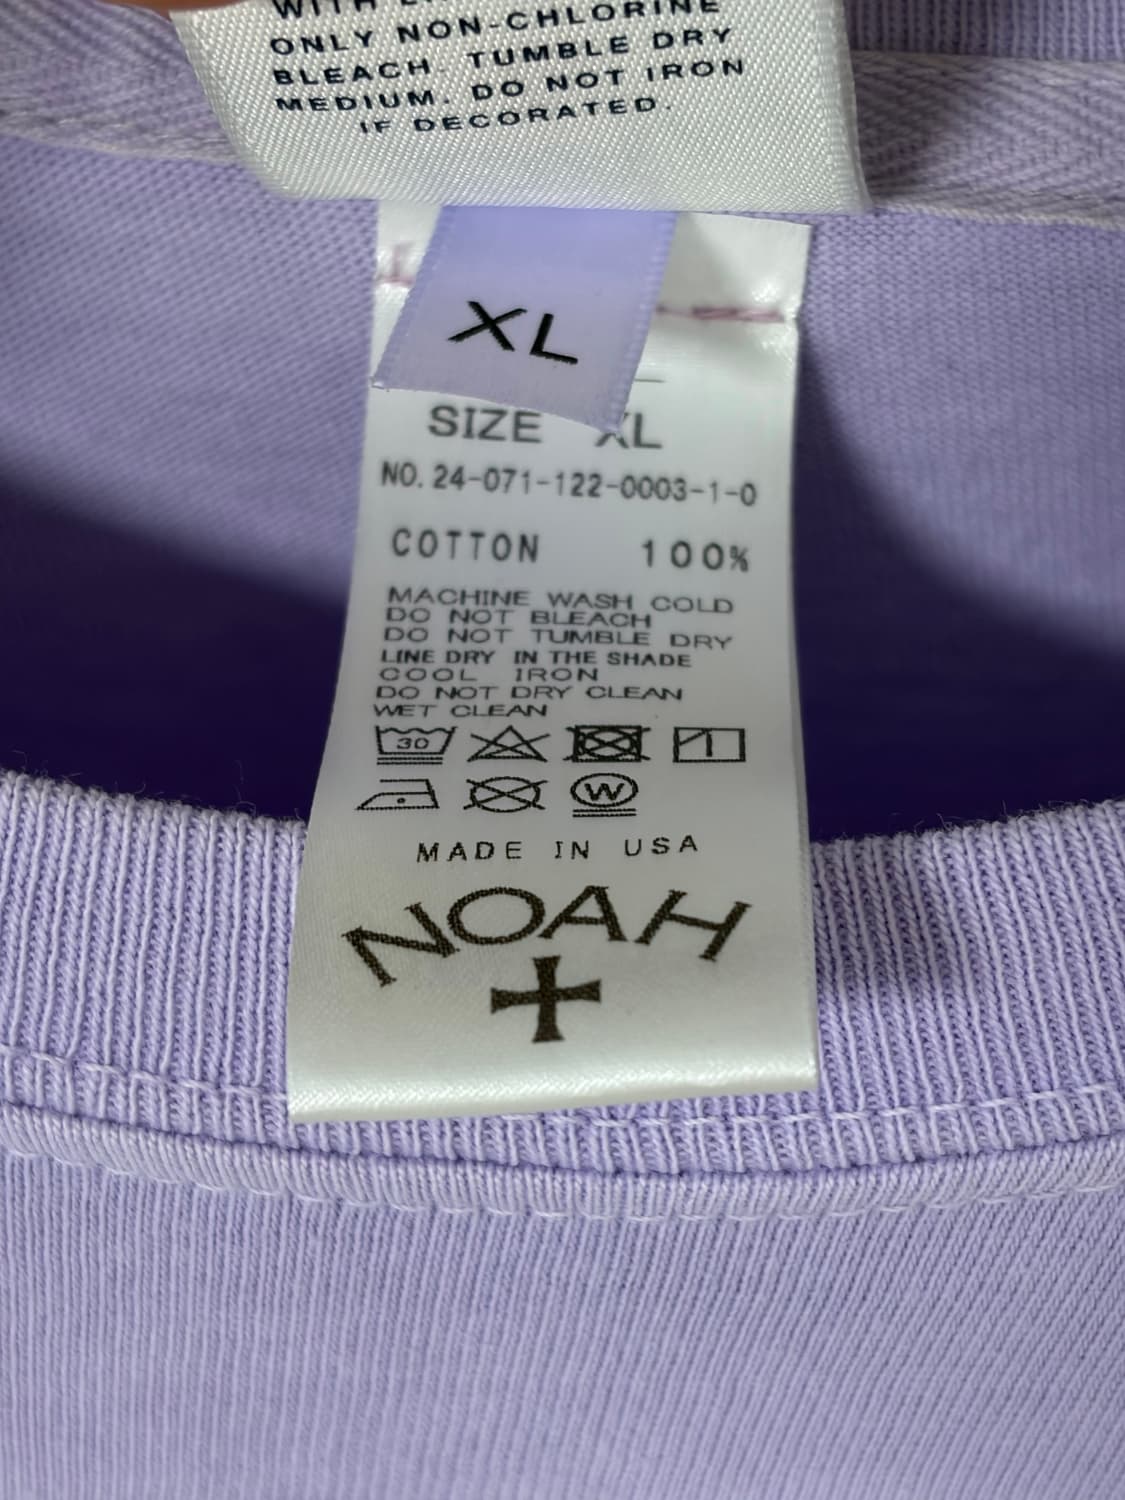 WITH
ONLY NON-CHLORINE
BLEACH. TUMBLE DRY
MEDIUM. DO NOT IRON
IF DECORATED.
XL
SIZE XL
NO. 24-071-122-0003-1-0
COTTON 100%
MACHINE WASH COLD
DO NOT BLEACH
DO NOT TUMBLE DRY
LINE DRY IN THE SHADE
COOL IRON
DO NOT DRY CLEAN
WET CLEAN
30
W
MADE IN USA
NOAH